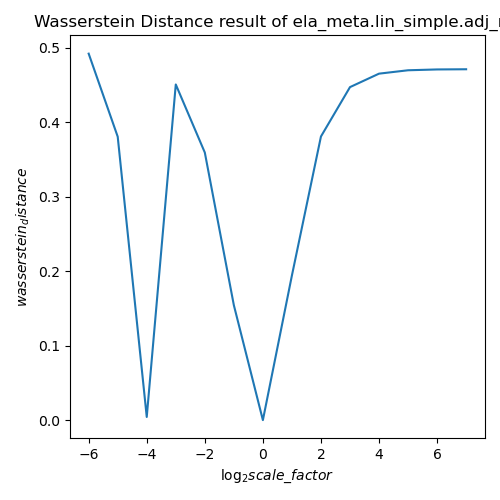 Wasserstein Distance result of ela_meta.lin_simple.adj_r
0.5
0.4
0.3
0.2
0.1
0.0
wasserstein_distance
−6 −4 −2 0 2 4 6
log₂scale_factor